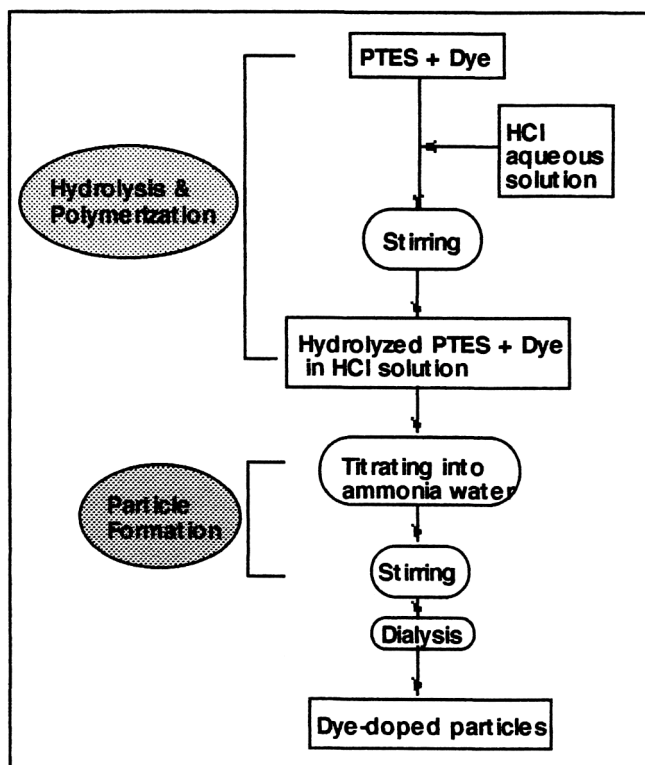 PTES + Dye
HCl
aqueous
solution
Hydrolysis &
Polymerization
Stirring
Hydrolyzed PTES + Dye
in HCl solution
Titrating into
ammonia water
Particle
Formation
Stirring
Dialysis
Dye-doped particles